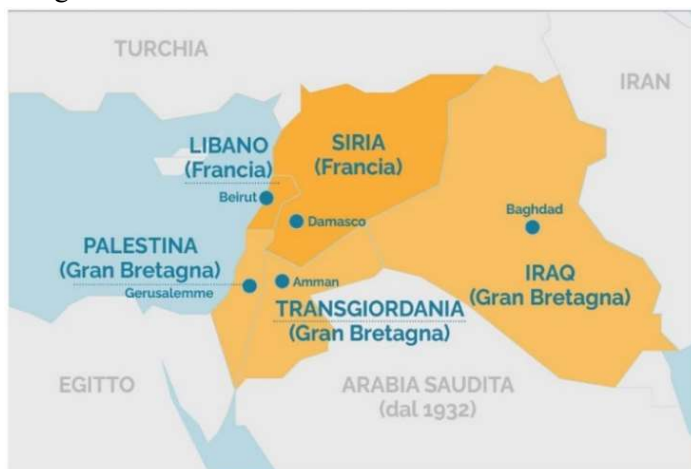 TURCHIA
IRAN
LIBANO
(Francia)
SIRIA
(Francia)
Beirut
Damasco
Baghdad
PALESTINA
(Gran Bretagna)
Gerusalemme
Amman
IRAQ
(Gran Bretagna)
TRANSGIORDANIA
(Gran Bretagna)
EGITTO
ARABIA SAUDITA
(dal 1932)